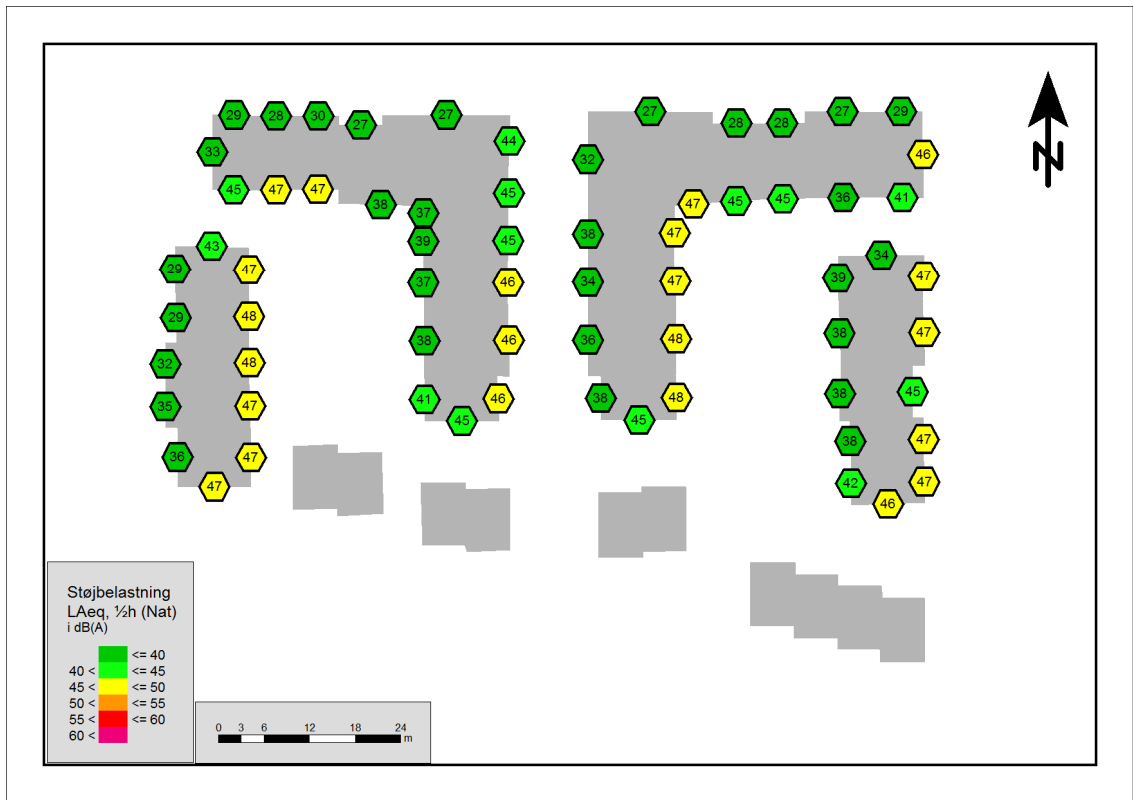 29 28 30 27 27 27 28 28 27 29
44 46
33 32
45 47 47 38 37 45 47 45 45 36 41
43 39 45 38 47 34
29 47 37 46 34 47 39 47
29 48 38 46 36 48 38 47
32 48
35 47 41 46 38 48 38 45
45 45
36 47 38 47
47 42 47
46
N
Støjbelastning
LAeq, ½h (Nat)
i dB(A)
<= 40
40 < <= 45
45 < <= 50
50 < <= 55
55 < <= 60
60 <
0 3 6 12 18 24
m